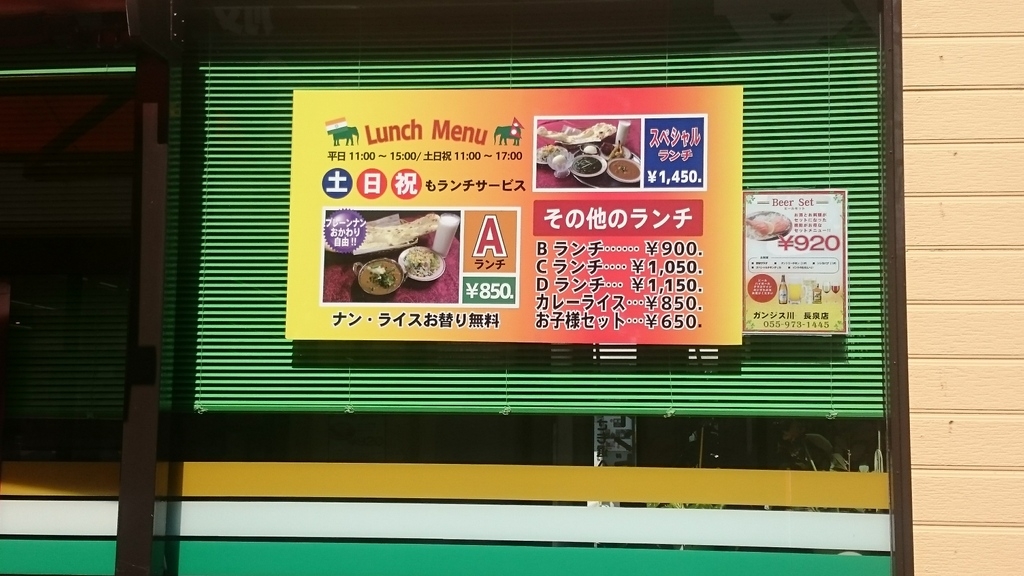 Lunch Menu
平日 11:00 ~ 15:00/ 土日祝 11:00 ~ 17:00
土 日 祝 もランチサービス
プレーンナン
おかわり
自由!!
A
ランチ
¥850.
ナン・ライスお替り無料
スペシャル
ランチ
¥1,450.
その他のランチ
B ランチ…… ¥900.
C ランチ…. ¥1,050.
D ランチ… ¥1,150.
カレーライス…¥850.
お子様セット…¥650.
Beer Set
¥920
ガンジス川 長泉店
055-973-1445